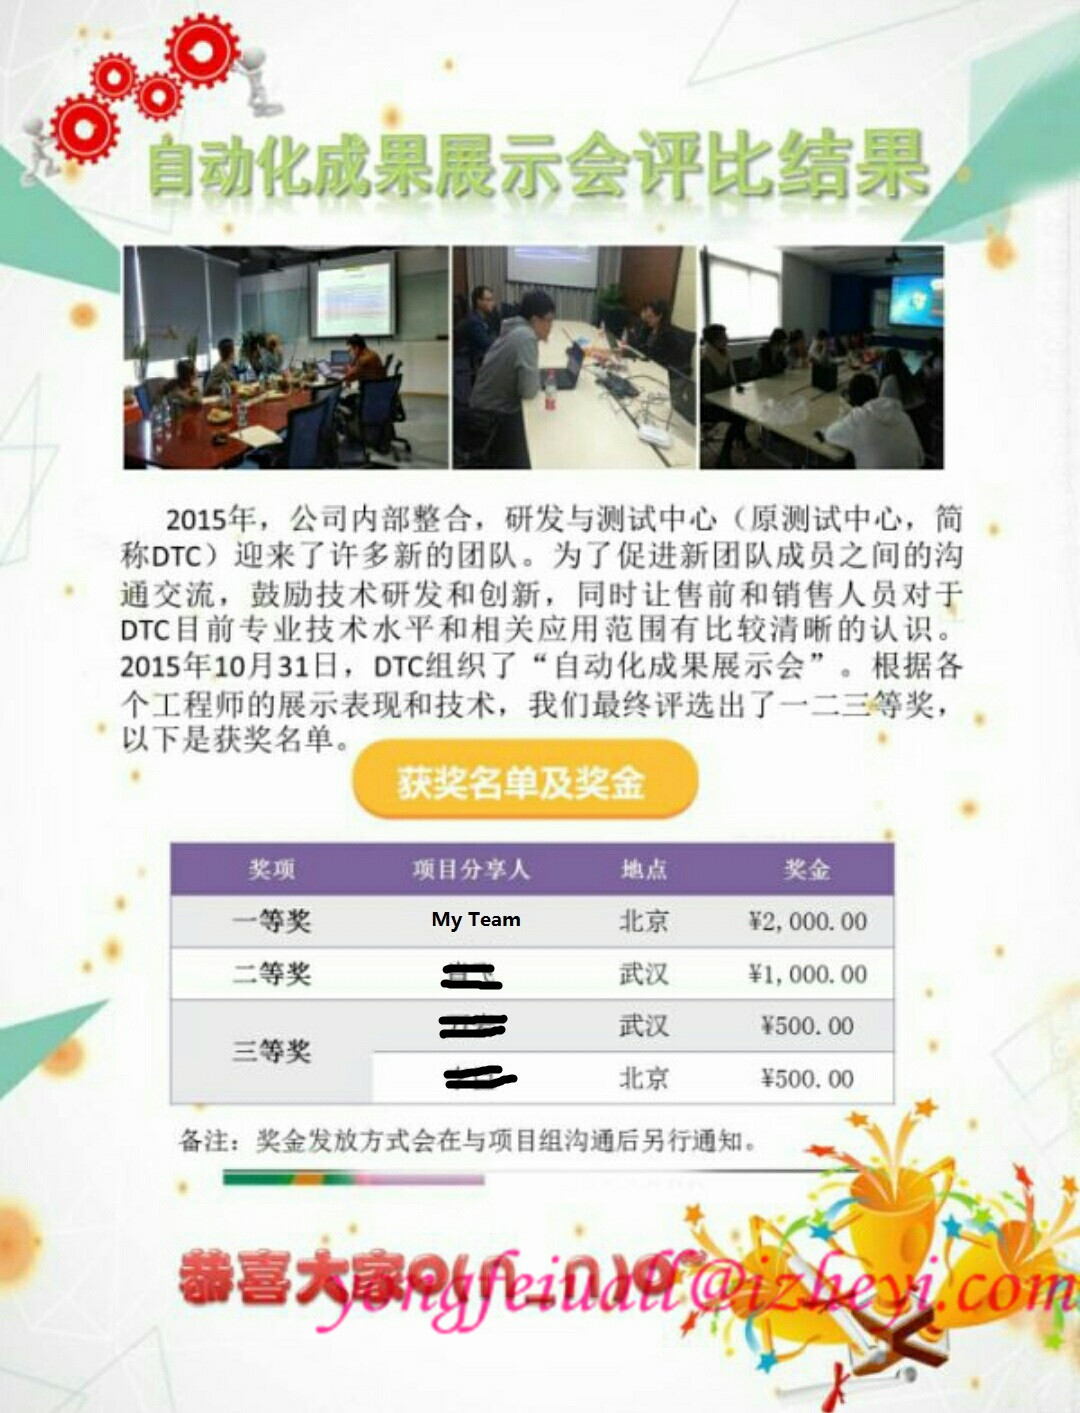 自动化成果展示会评比结果
2015年，公司内部整合，研发与测试中心（原测试中心，简
称DTC）迎来了许多新的团队。为了促进新团队成员之间的沟
通交流，鼓励技术研发和创新，同时让售前和销售人员对于
DTC目前专业技术水平和相关应用范围有比较清晰的认识。
2015年10月31日，DTC组织了“自动化成果展示会”。根据各
个工程师的展示表现和技术，我们最终评选出了一二三等奖，
以下是获奖名单。
获奖名单及奖金
奖项 项目分享人 地点 奖金
一等奖 My Team 北京 ¥2,000.00
二等奖 武汉 ¥1,000.00
武汉 ¥500.00
三等奖
北京 ¥500.00
备注：奖金发放方式会在与项目组沟通后另行通知。
恭喜大家O(∩_∩)O~
yongfeiuall@izheyi.com